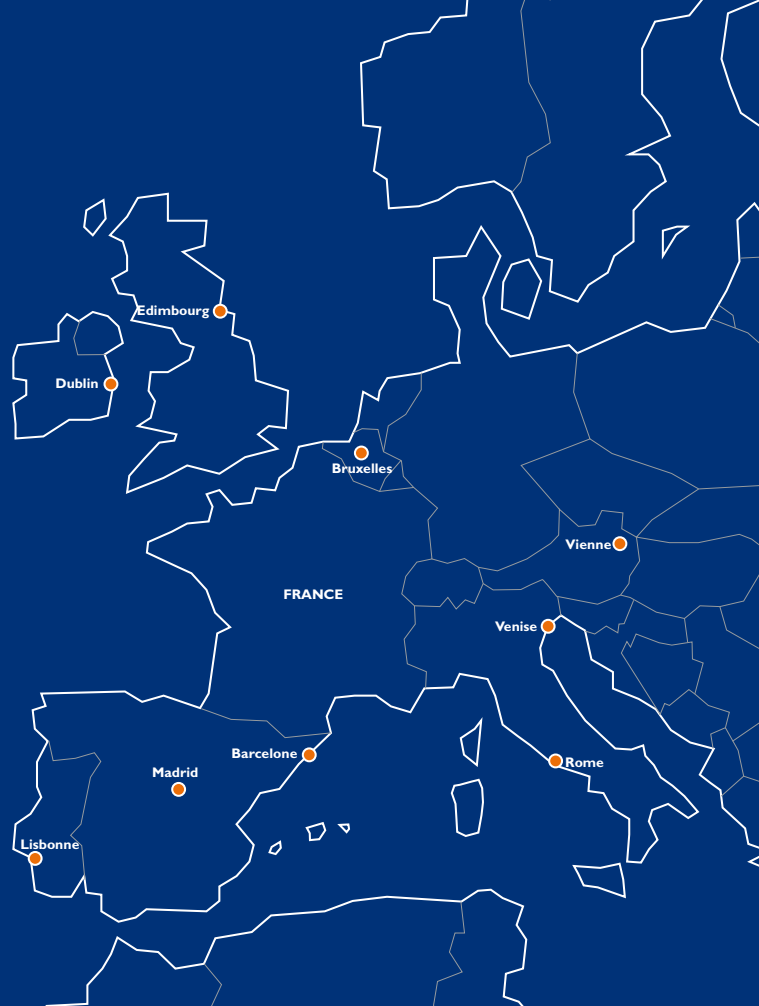 Edimbourg
Dublin
Bruxelles
Vienne
FRANCE
Venise
Barcelone
Rome
Madrid
Lisbonne